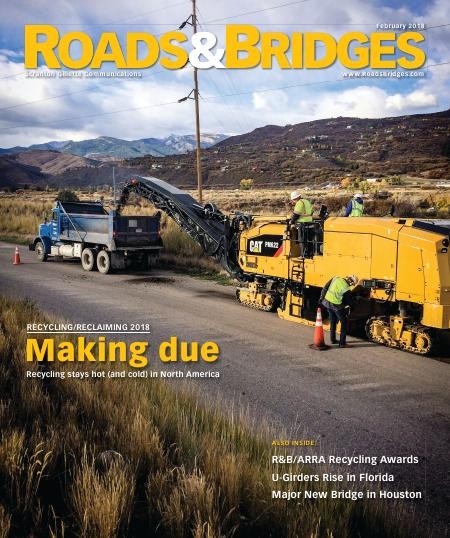 February 2018
ROADS&BRIDGES
Scranton Gillette Communications
www.RoadsBridges.com
CAT PM622
RECYCLING/RECLAIMING 2018
Making due
Recycling stays hot (and cold) in North America
ALSO INSIDE:
R&B/ARRA Recycling Awards
U-Girders Rise in Florida
Major New Bridge in Houston